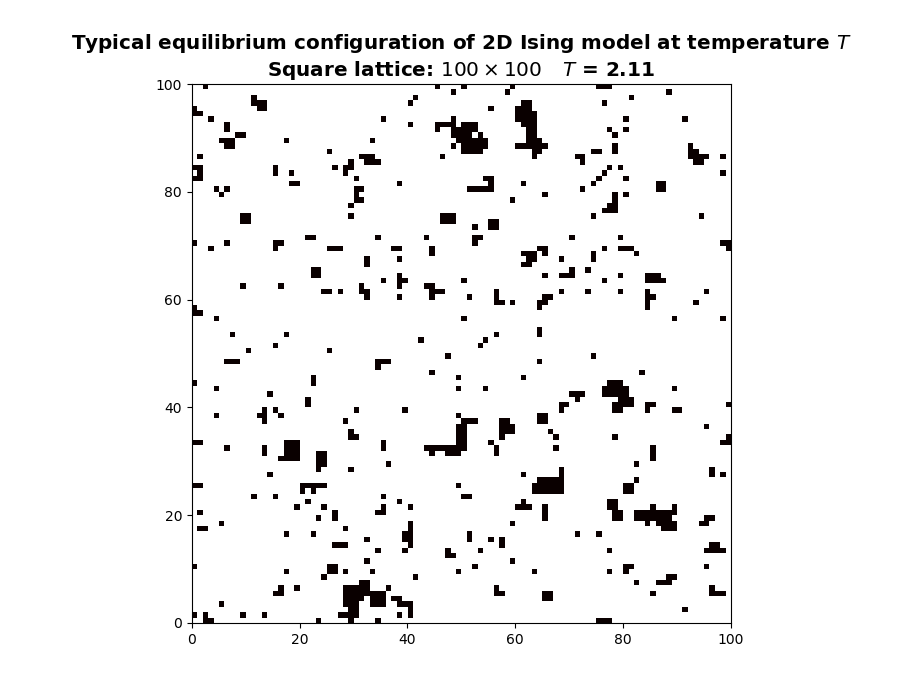 Typical equilibrium configuration of 2D Ising model at temperature T
Square lattice: 100 × 100 T = 2.11
100
80
60
40
20
0
0 20 40 60 80 100